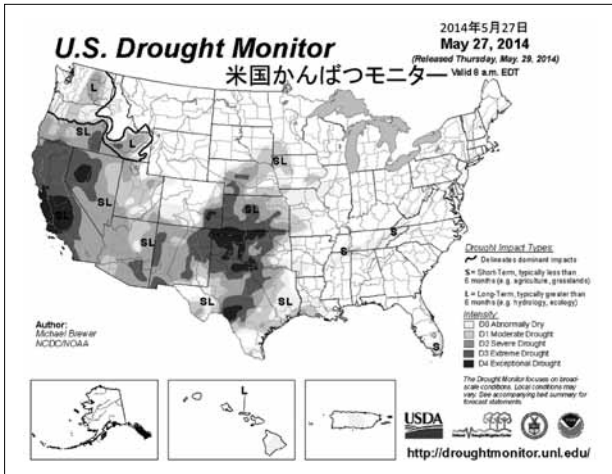 2014年5月27日
U.S. Drought Monitor
May 27, 2014
(Released Thursday, May. 29, 2014)
米国かんばつモニター
Valid 8 a.m. EDT
L
SL
L
SL
SL
SL
SL
SL
S
S
SL
SL
S
Drought Impact Types:
Delineates dominant impacts
S = Short-Term, typically less than
6 months (e.g. agriculture, grasslands)
L = Long-Term, typically greater than
6 months (e.g. hydrology, ecology)
Intensity:
D0 Abnormally Dry
D1 Moderate Drought
D2 Severe Drought
D3 Extreme Drought
D4 Exceptional Drought
Author:
Michael Brewer
NCDC/NOAA
L
The Drought Monitor focuses on broad-
scale conditions. Local conditions may
vary. See accompanying text summary for
forecast statements.
USDA
http://droughtmonitor.unl.edu/